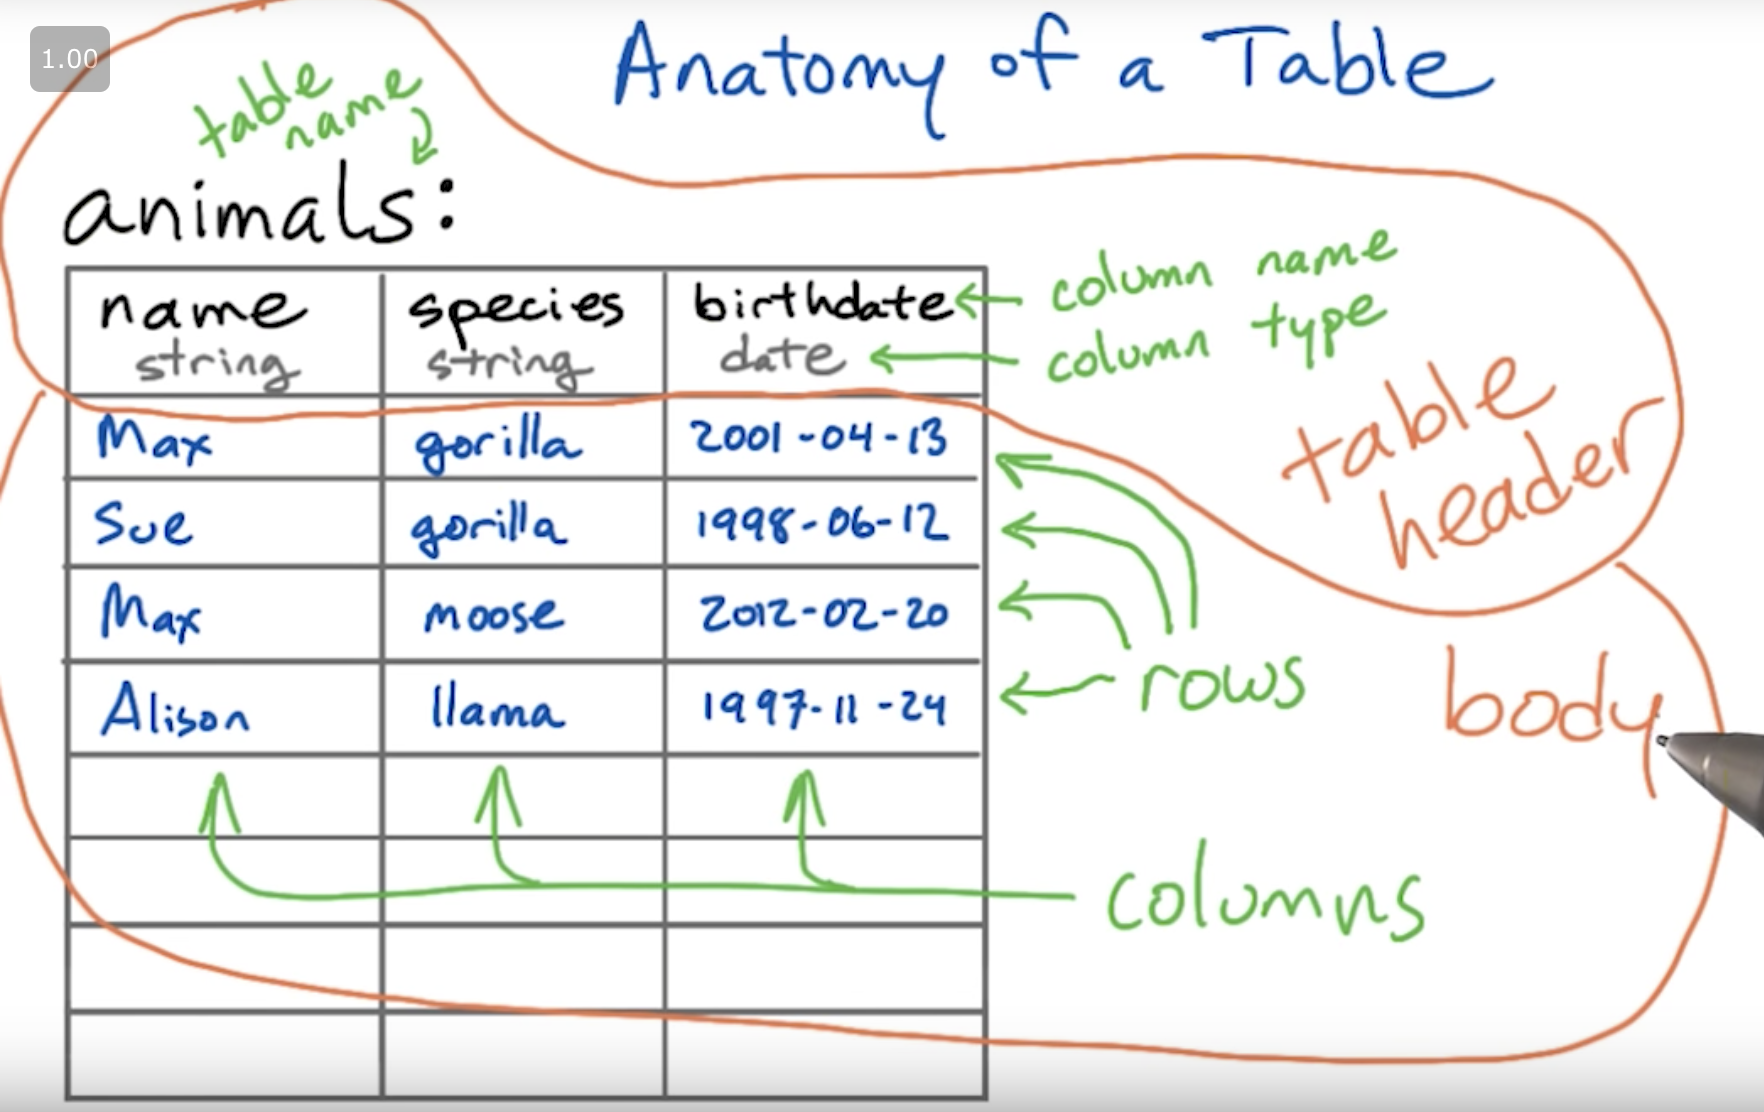 1.00
Anatomy of a Table
table name
animals:
name species birthdate column name
string string date column type
table header
Max gorilla 2001-04-13
Sue gorilla 1998-06-12
Max moose 2012-02-20
rows
Alison llama 1997-11-24
body
columns